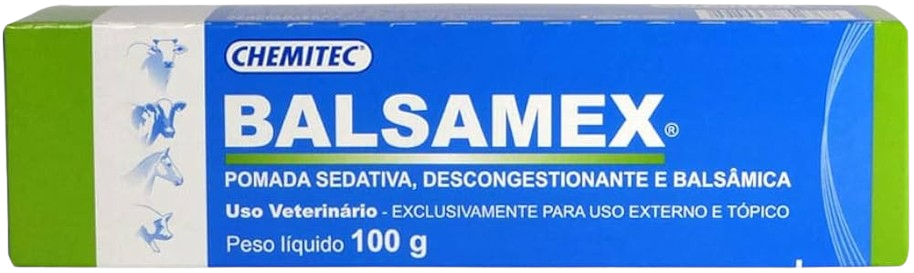 CHEMITEC®
BALSAMEX®
POMADA SEDATIVA, DESCONGESTIONANTE E BALSÂMICA
Uso Veterinário - EXCLUSIVAMENTE PARA USO EXTERNO E TÓPICO
Peso líquido 100 g